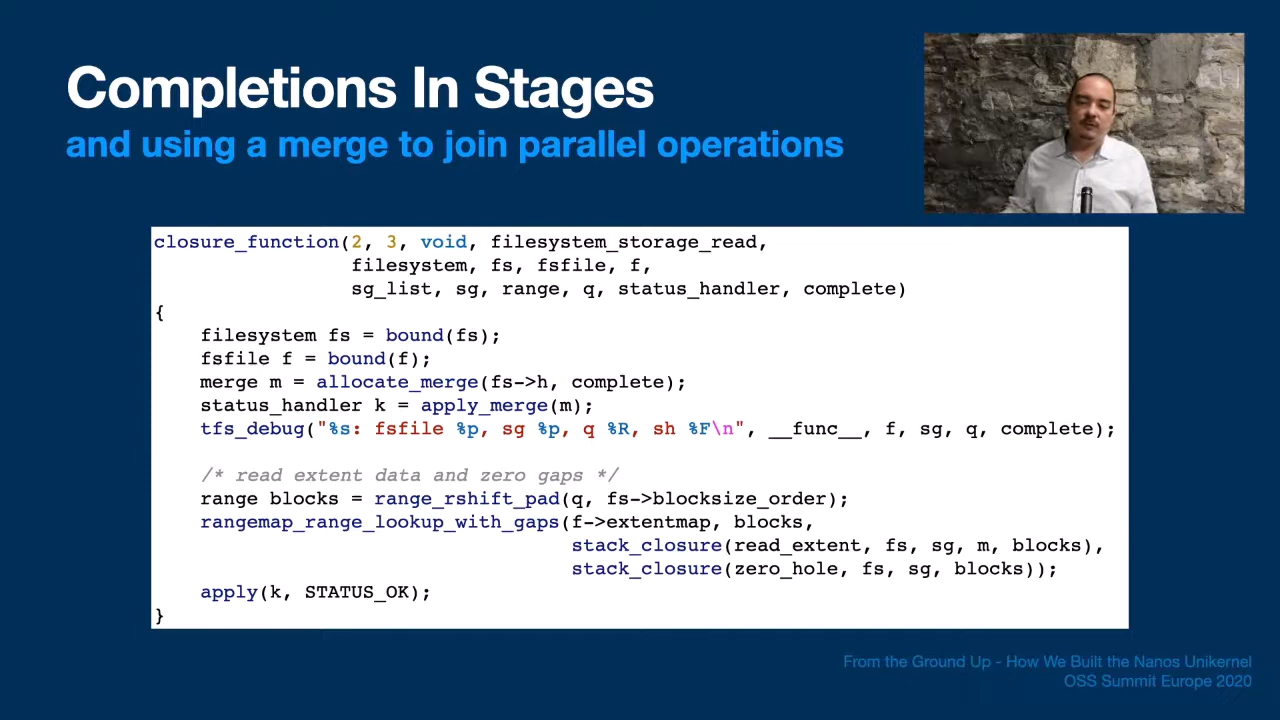 Completions In Stages
and using a merge to join parallel operations
closure_function(2, 3, void, filesystem_storage_read,
                 filesystem, fs, fsfile, f,
                 sg_list, sg, range, q, status_handler, complete)
{
    filesystem fs = bound(fs);
    fsfile f = bound(f);
    merge m = allocate_merge(fs->h, complete);
    status_handler k = apply_merge(m);
    tfs_debug("%s: fsfile %p, sg %p, q %R, sh %F\n", __func__, f, sg, q, complete);

    /* read extent data and zero gaps */
    range blocks = range_rshift_pad(q, fs->blocksize_order);
    rangemap_range_lookup_with_gaps(f->extentmap, blocks,
                                    stack_closure(read_extent, fs, sg, m, blocks),
                                    stack_closure(zero_hole, fs, sg, blocks));
    apply(k, STATUS_OK);
}
From the Ground Up - How We Built the Nanos Unikernel
OSS Summit Europe 2020